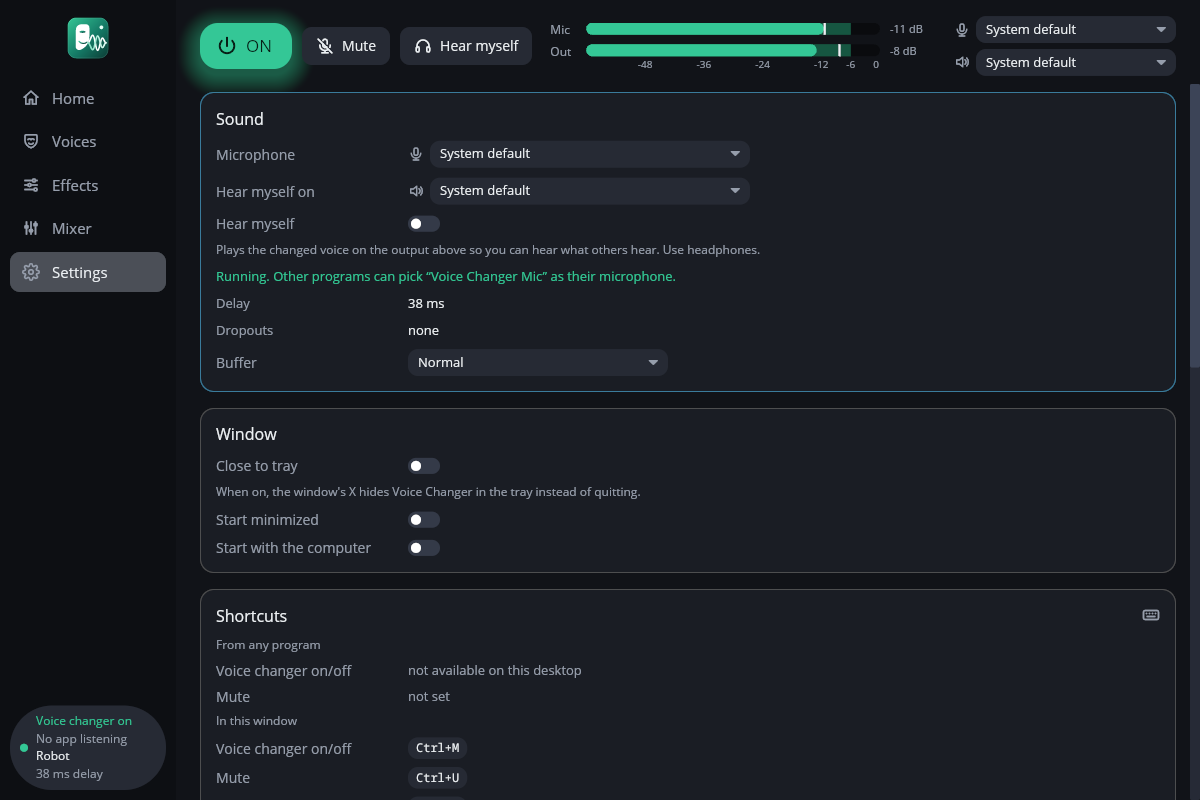 ON
Mute
Hear myself
Mic
-11 dB
Out
-8 dB
-48 -36 -24 -12 -6 0
System default
System default
Home
Voices
Effects
Mixer
Settings
Sound
Microphone
System default
Hear myself on
System default
Hear myself
Plays the changed voice on the output above so you can hear what others hear. Use headphones.
Running. Other programs can pick “Voice Changer Mic” as their microphone.
Delay
38 ms
Dropouts
none
Buffer
Normal
Window
Close to tray
When on, the window's X hides Voice Changer in the tray instead of quitting.
Start minimized
Start with the computer
Shortcuts
From any program
Voice changer on/off
not available on this desktop
Mute
not set
In this window
Voice changer on/off
Ctrl+M
Mute
Ctrl+U
Voice changer on
No app listening
Robot
38 ms delay